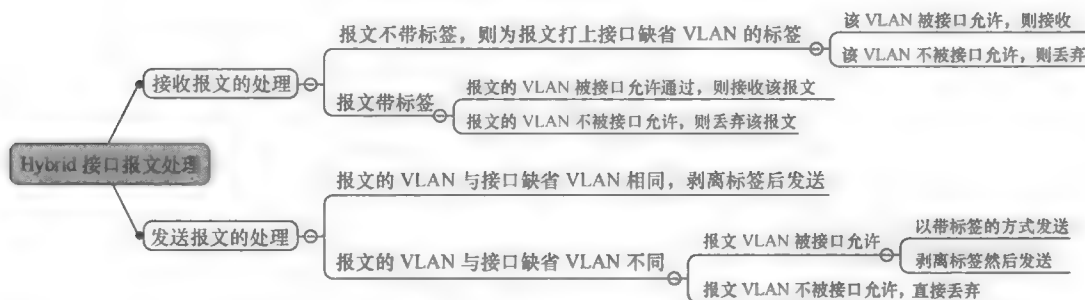 Hybrid 接口报文处理
接收报文的处理
报文不带标签，则为报文打上接口缺省 VLAN 的标签
该 VLAN 被接口允许，则接收
该 VLAN 不被接口允许，则丢弃
报文带标签
报文的 VLAN 被接口允许通过，则接收该报文
报文的 VLAN 不被接口允许，则丢弃该报文
发送报文的处理
报文的 VLAN 与接口缺省 VLAN 相同，剥离标签后发送
报文的 VLAN 与接口缺省 VLAN 不同
报文 VLAN 被接口允许
以带标签的方式发送
剥离标签然后发送
报文 VLAN 不被接口允许，直接丢弃